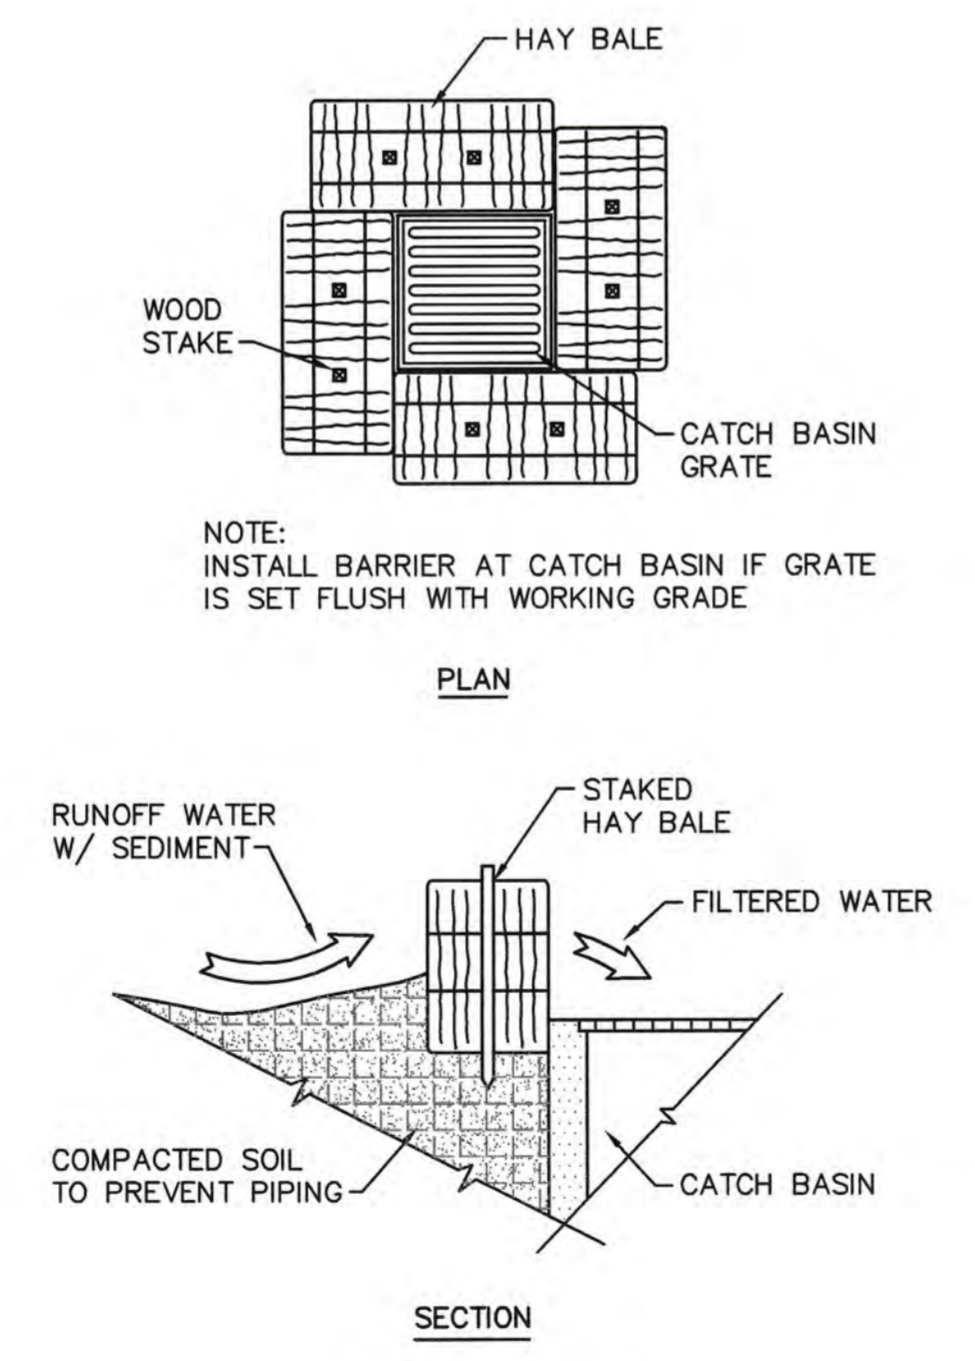 HAY BALE
WOOD
STAKE
CATCH BASIN
GRATE
NOTE:
INSTALL BARRIER AT CATCH BASIN IF GRATE
IS SET FLUSH WITH WORKING GRADE
PLAN
STAKED
HAY BALE
RUNOFF WATER
W/ SEDIMENT
FILTERED WATER
COMPACTED SOIL
TO PREVENT PIPING
CATCH BASIN
SECTION